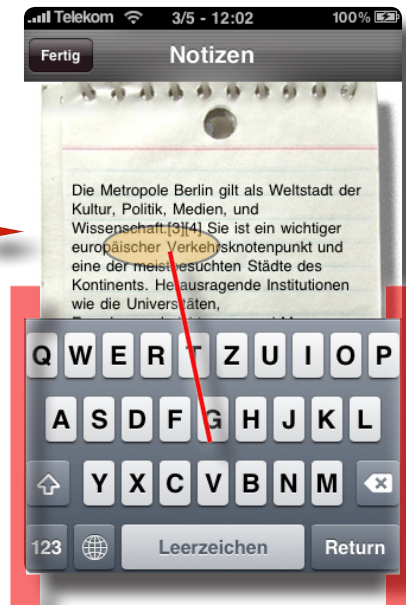 Telekom 3/5 - 12:02 100%
Fertig Notizen
Die Metropole Berlin gilt als Weltstadt der
Kultur, Politik, Medien, und
Wissenschaft.[3][4] Sie ist ein wichtiger
europäischer Verkehrsknotenpunkt und
eine der meistbesuchten Städte des
Kontinents. Herausragende Institutionen
wie die Universitäten,
Q W E R T Z U I O P
A S D F G H J K L
Y X C V B N M
123 Leerzeichen Return